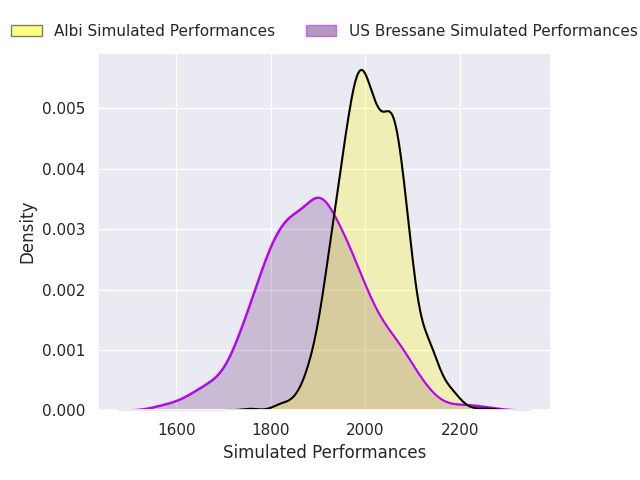 Albi Simulated Performances
US Bressane Simulated Performances
0.005
0.004
0.003
0.002
0.001
0.000
Density
1600 1800 2000 2200
Simulated Performances